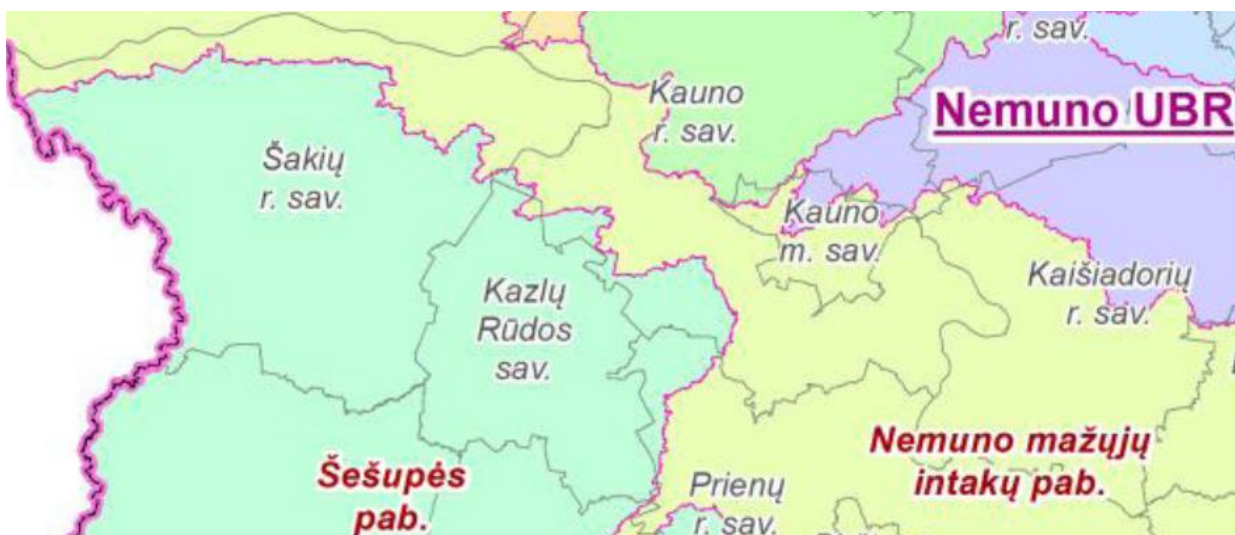 r. sav.
Kauno
r. sav.
Nemuno UBR
Šakių
r. sav.
Kauno
m. sav.
Kaišiadorių
r. sav.
Kazlų
Rūdos
sav.
Šešupės
pab.
Nemuno mažųjų
intakų pab.
Prienų
r. sav.